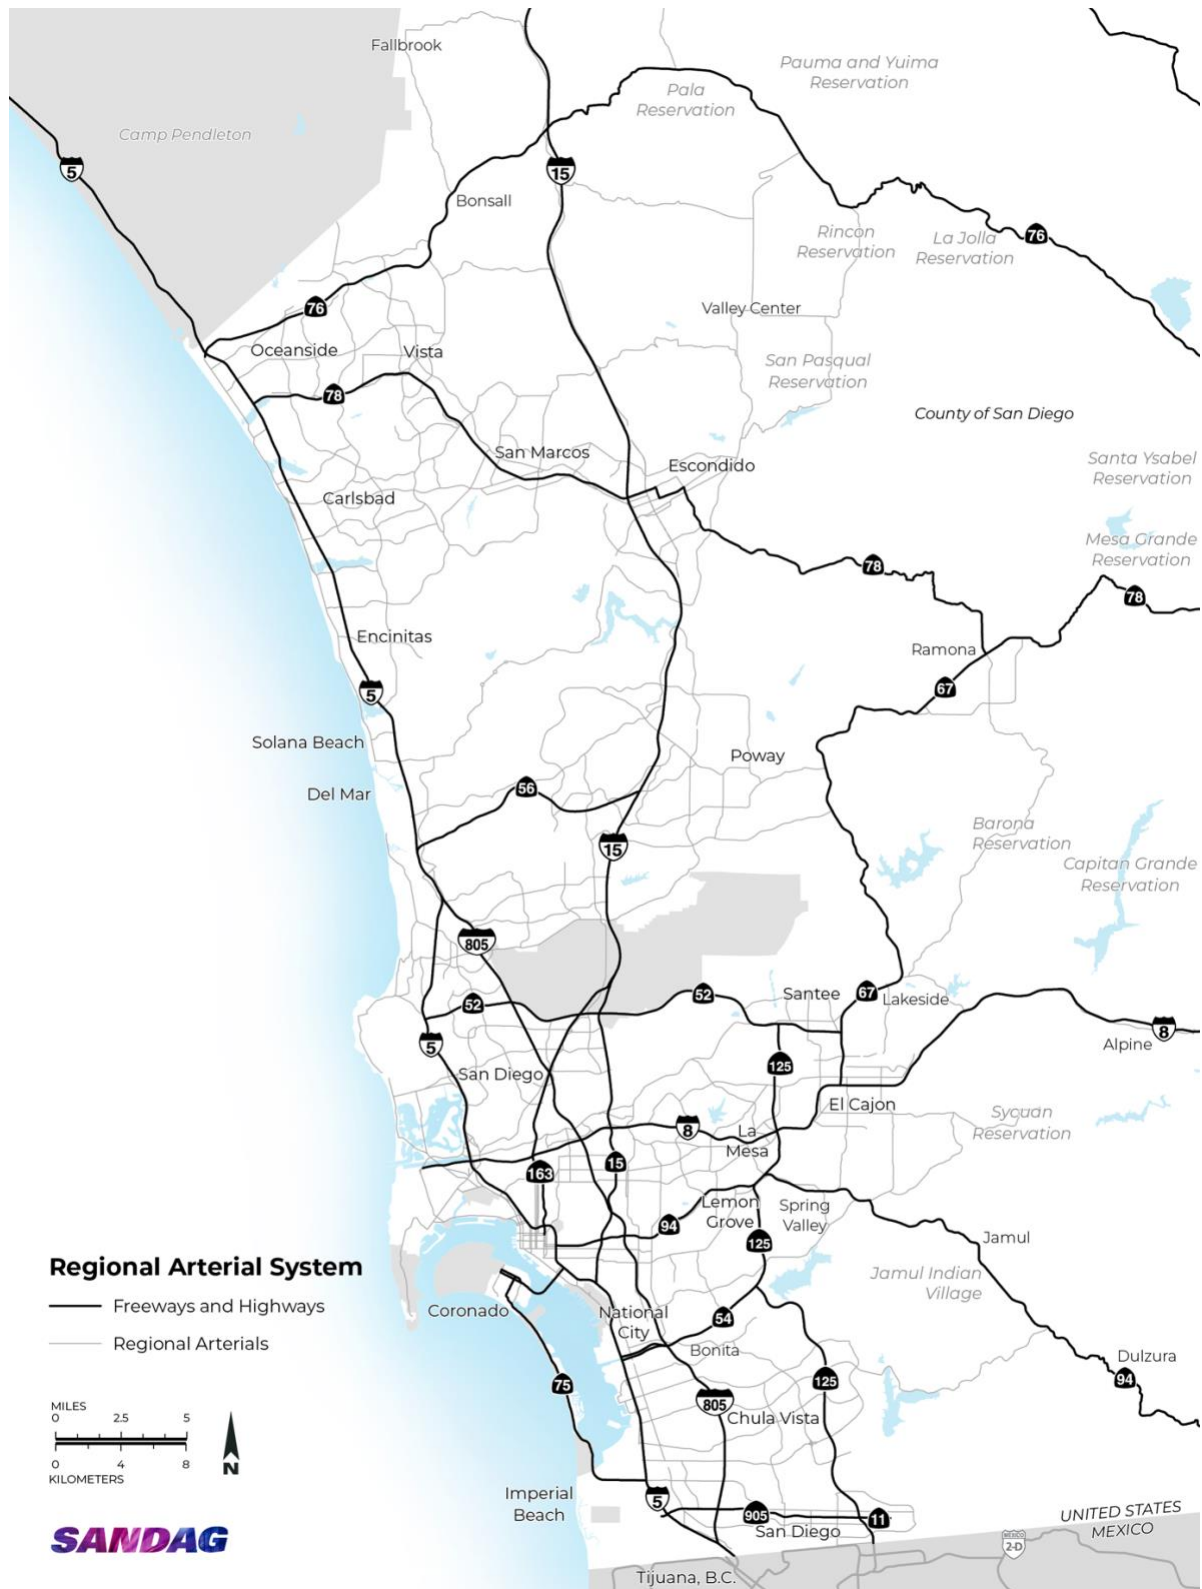 Fallbrook
Pauma and Yuima
Reservation
Pala
Reservation
Camp Pendleton
5
15
Bonsall
Rincon
Reservation
La Jolla
Reservation
76
76
Valley Center
Oceanside
Vista
San Pasqual
Reservation
78
County of San Diego
San Marcos
Escondido
Santa Ysabel
Reservation
Carlsbad
Mesa Grande
Reservation
78
78
Encinitas
Ramona
5
67
Solana Beach
Poway
Del Mar
56
Barona
Reservation
15
Capitan Grande
Reservation
805
52
52
Santee
67
Lakeside
5
8
Alpine
San Diego
125
El Cajon
Sycuan
Reservation
8
La
Mesa
163
15
Lemon
Grove
Spring
Valley
94
125
Jamul
Regional Arterial System
Freeways and Highways
Regional Arterials
Jamul Indian
Village
Coronado
National
City
54
Bonita
Dulzura
75
125
94
805
Chula Vista
MILES
0 2.5 5
0 4 8
KILOMETERS
N
Imperial
Beach
5
905
11
San Diego
UNITED STATES
MEXICO
SANDAG
MEXICO
2-D
Tijuana, B.C.